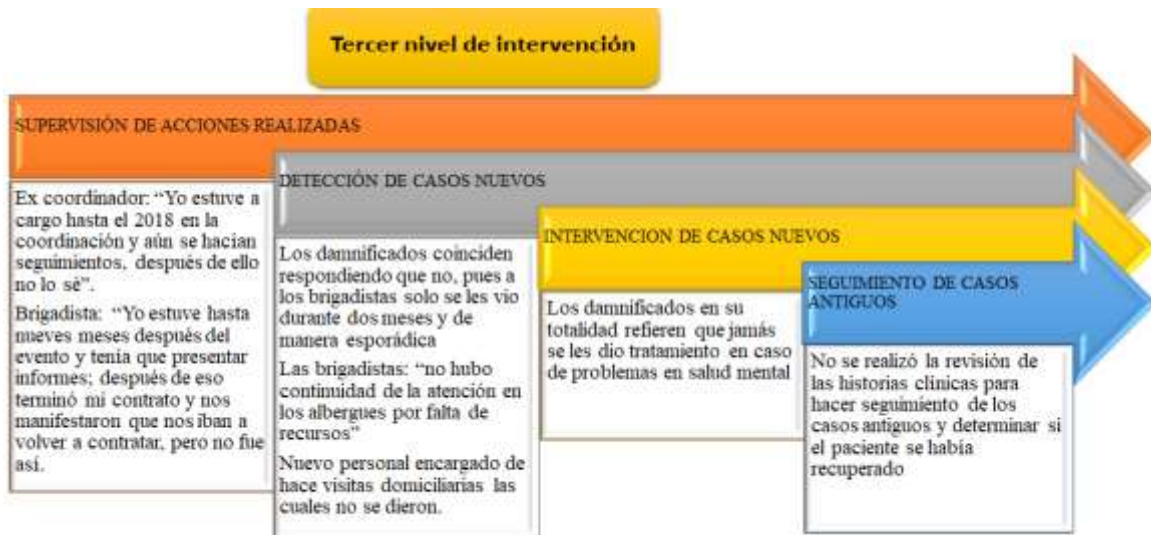 Tercer nivel de intervención
SUPERVISIÓN DE ACCIONES REALIZADAS
Ex coordinador: “Yo estuve a
cargo hasta el 2018 en la
coordinación y aún se hacían
seguimientos, después de ello
no lo sé”.
Brigadista: “Yo estuve hasta
nueves meses después del
evento y tenía que presentar
informes; después de eso
terminó mi contrato y nos
manifestaron que nos iban a
volver a contratar, pero no fue
así.
DETECCIÓN DE CASOS NUEVOS
Los damnificados coinciden
respondiendo que no, pues a
los brigadistas solo se les vio
durante dos meses y de
manera esporádica
Las brigadistas: “no hubo
continuidad de la atención en
los albergues por falta de
recursos”
Nuevo personal encargado de
hace visitas domiciliarias las
cuales no se dieron.
INTERVENCION DE CASOS NUEVOS
Los damnificados en su
totalidad refieren que jamás
se les dio tratamiento en caso
de problemas en salud mental
SEGUIMIENTO DE CASOS
ANTIGUOS
No se realizó la revisión de
las historias clínicas para
hacer seguimiento de los
casos antiguos y determinar si
el paciente se había
recuperado